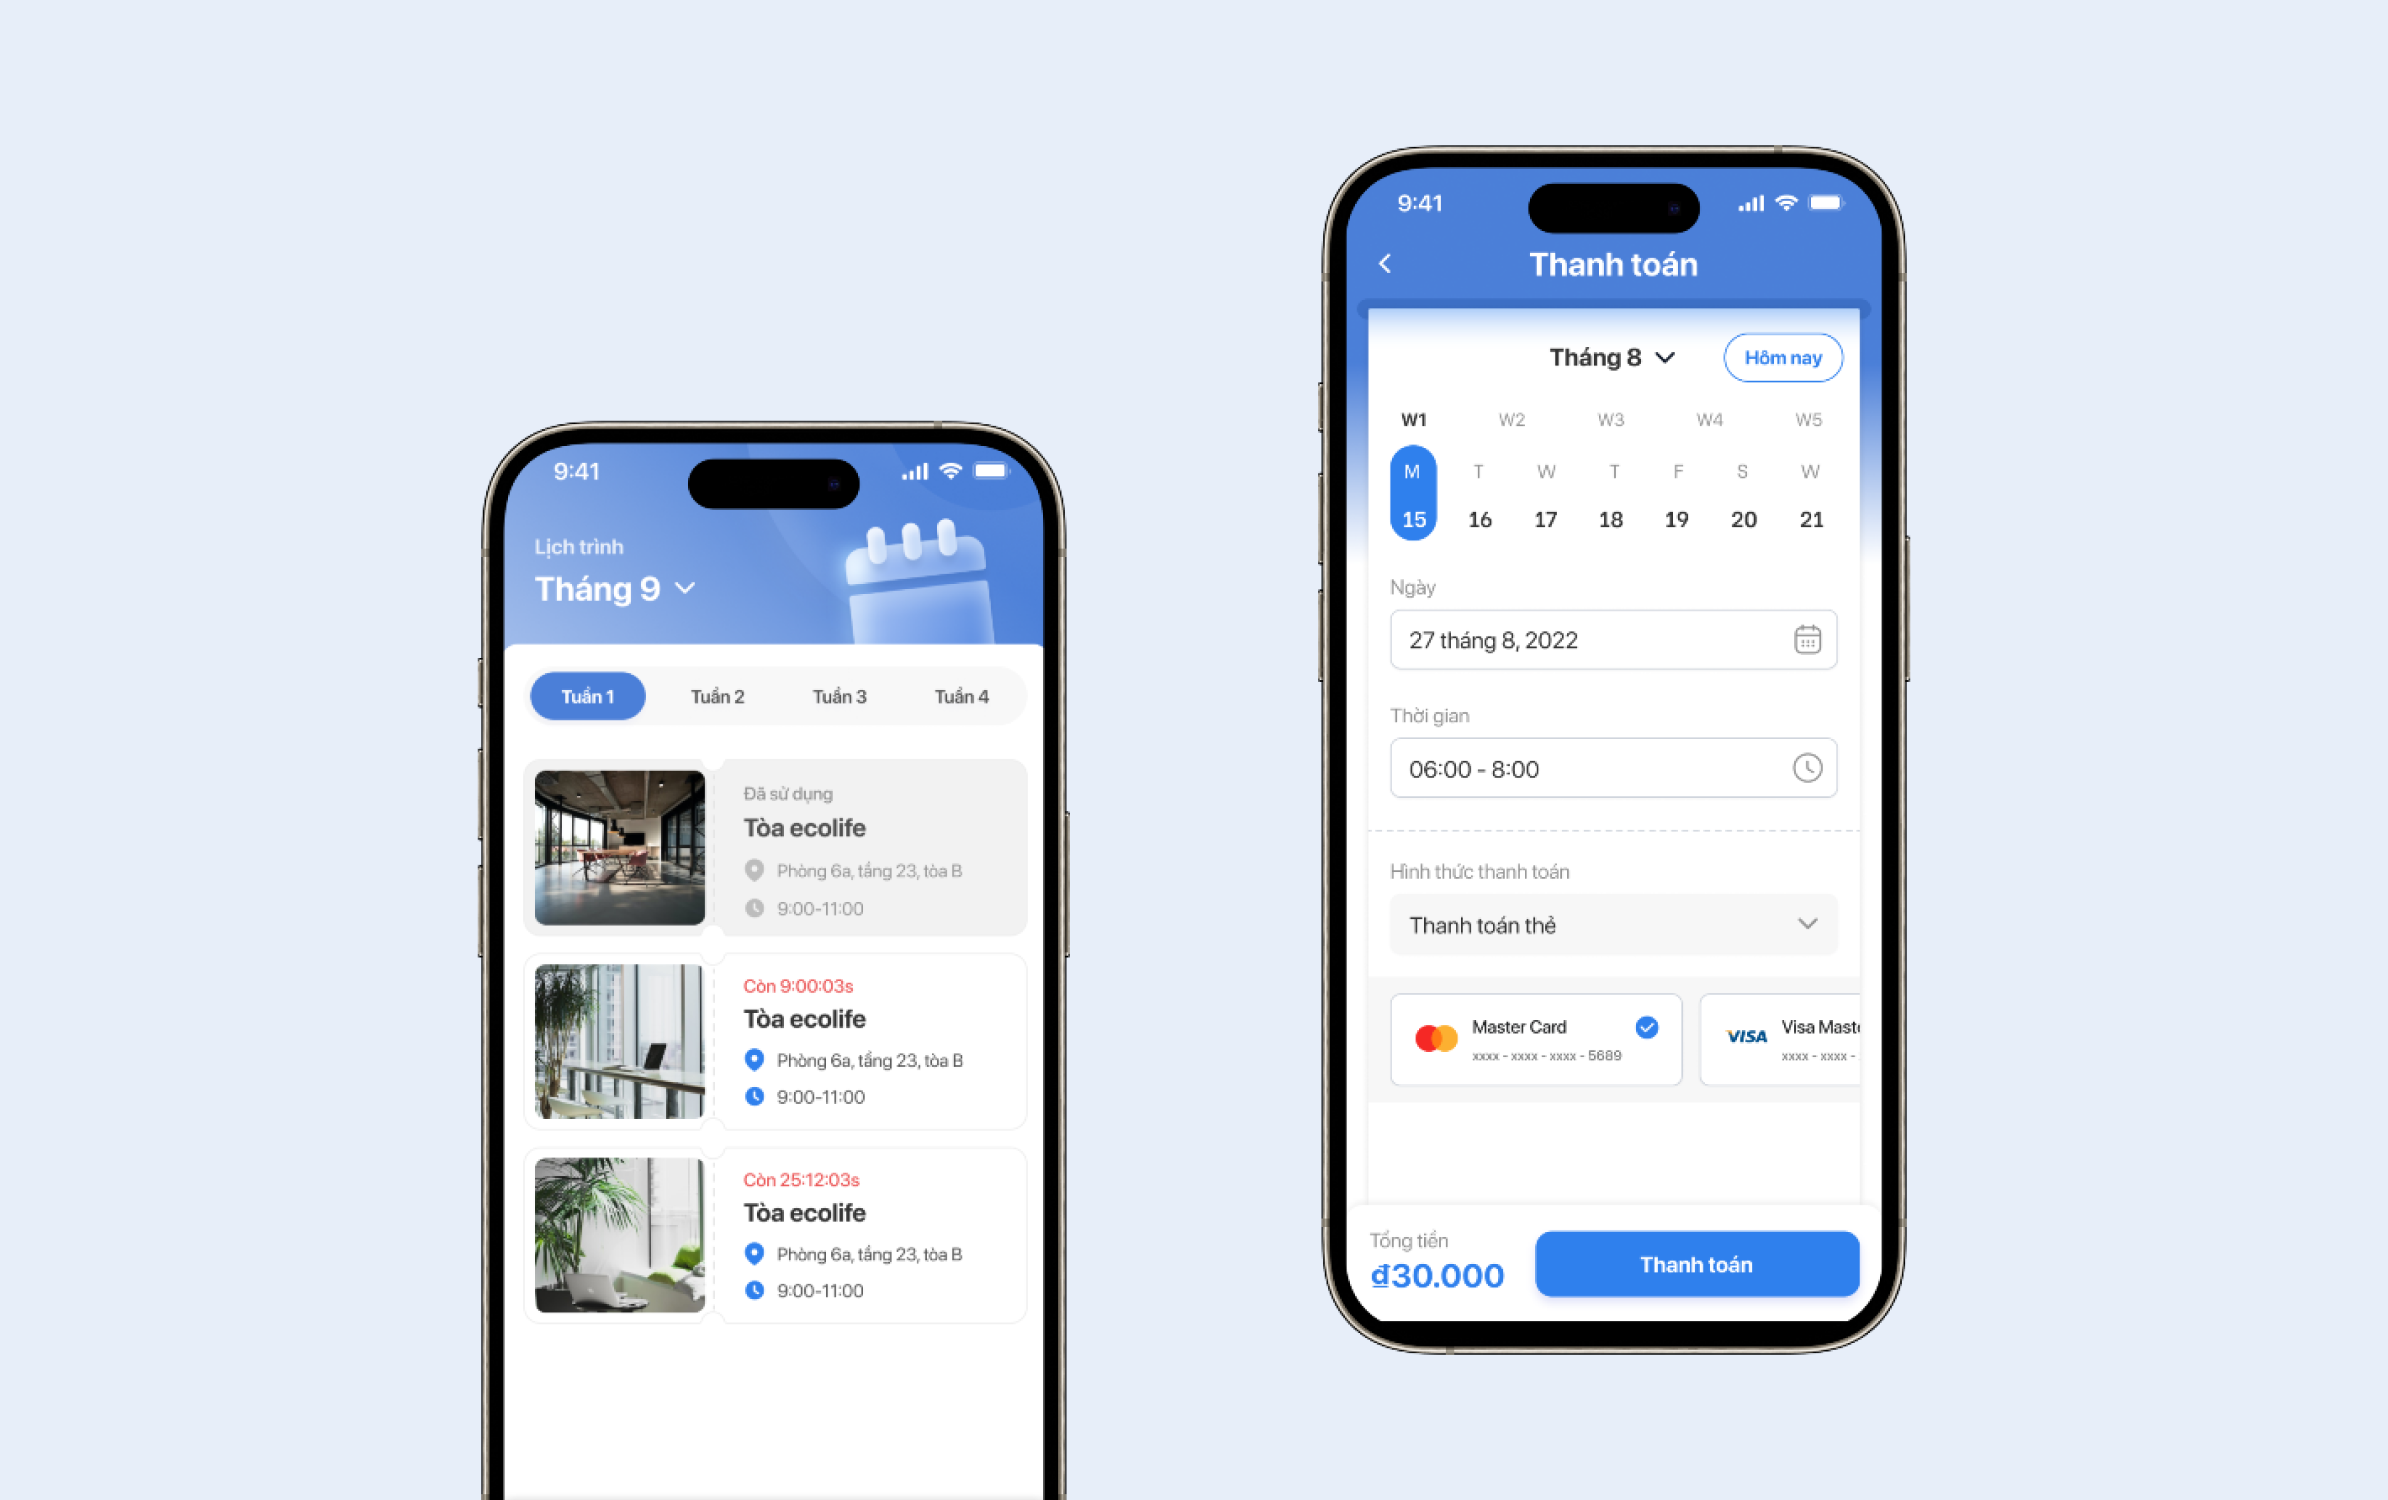 9:41
Lịch trình
Tháng 9
Tuần 1 Tuần 2 Tuần 3 Tuần 4
Đã sử dụng
Tòa ecolife
Phòng 6a, tầng 23, tòa B
9:00-11:00
Còn 9:00:03s
Tòa ecolife
Phòng 6a, tầng 23, tòa B
9:00-11:00
Còn 25:12:03s
Tòa ecolife
Phòng 6a, tầng 23, tòa B
9:00-11:00
9:41
Thanh toán
Tháng 8 Hôm nay
W1 W2 W3 W4 W5
M T W T F S W
15 16 17 18 19 20 21
Ngày
27 tháng 8, 2022
Thời gian
06:00 - 8:00
Hình thức thanh toán
Thanh toán thẻ
Master Card
xxxx - xxxx - xxxx - 5689
VISA
Visa Maste
xxxx - xxxx -
Tổng tiền
₫30.000
Thanh toán